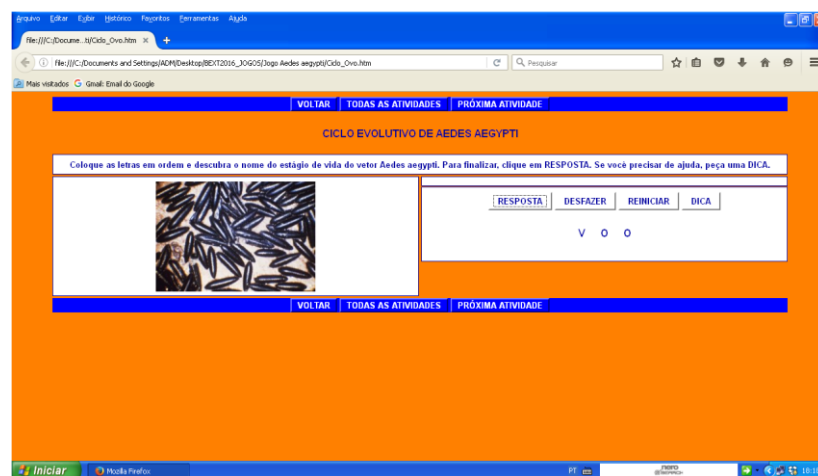 Arquivo Editar Exibir Histórico Favoritos Ferramentas Ajuda
file:///C:/Docume...ti/Ciclo_Ovo.htm × +
file:///C:/Documents and Settings/ADM/Desktop/BEXT2016_JOGOS/Jogo Aedes aegypti/Ciclo_Ovo.htm Pesquisar
Mais visitados Gmail: Email do Google
VOLTAR TODAS AS ATIVIDADES PRÓXIMA ATIVIDADE
CICLO EVOLUTIVO DE AEDES AEGYPTI
Coloque as letras em ordem e descubra o nome do estágio de vida do vetor Aedes aegypti. Para finalizar, clique em RESPOSTA. Se você precisar de ajuda, peça uma DICA.
RESPOSTA DESFAZER REINICIAR DICA
V O O
VOLTAR TODAS AS ATIVIDADES PRÓXIMA ATIVIDADE
Iniciar Mozilla Firefox PT nero